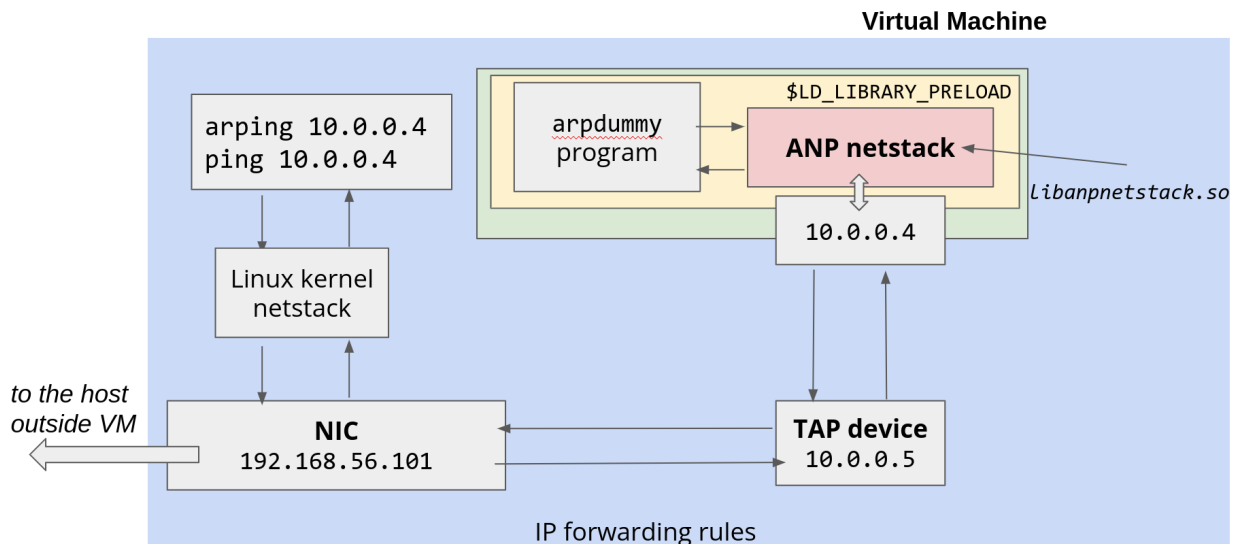 Virtual Machine
$LD_LIBRARY_PRELOAD
arping 10.0.0.4
ping 10.0.0.4
arpdummy
program
ANP netstack
libanpnetstack.so
10.0.0.4
Linux kernel
netstack
to the host
outside VM
NIC
192.168.56.101
TAP device
10.0.0.5
IP forwarding rules